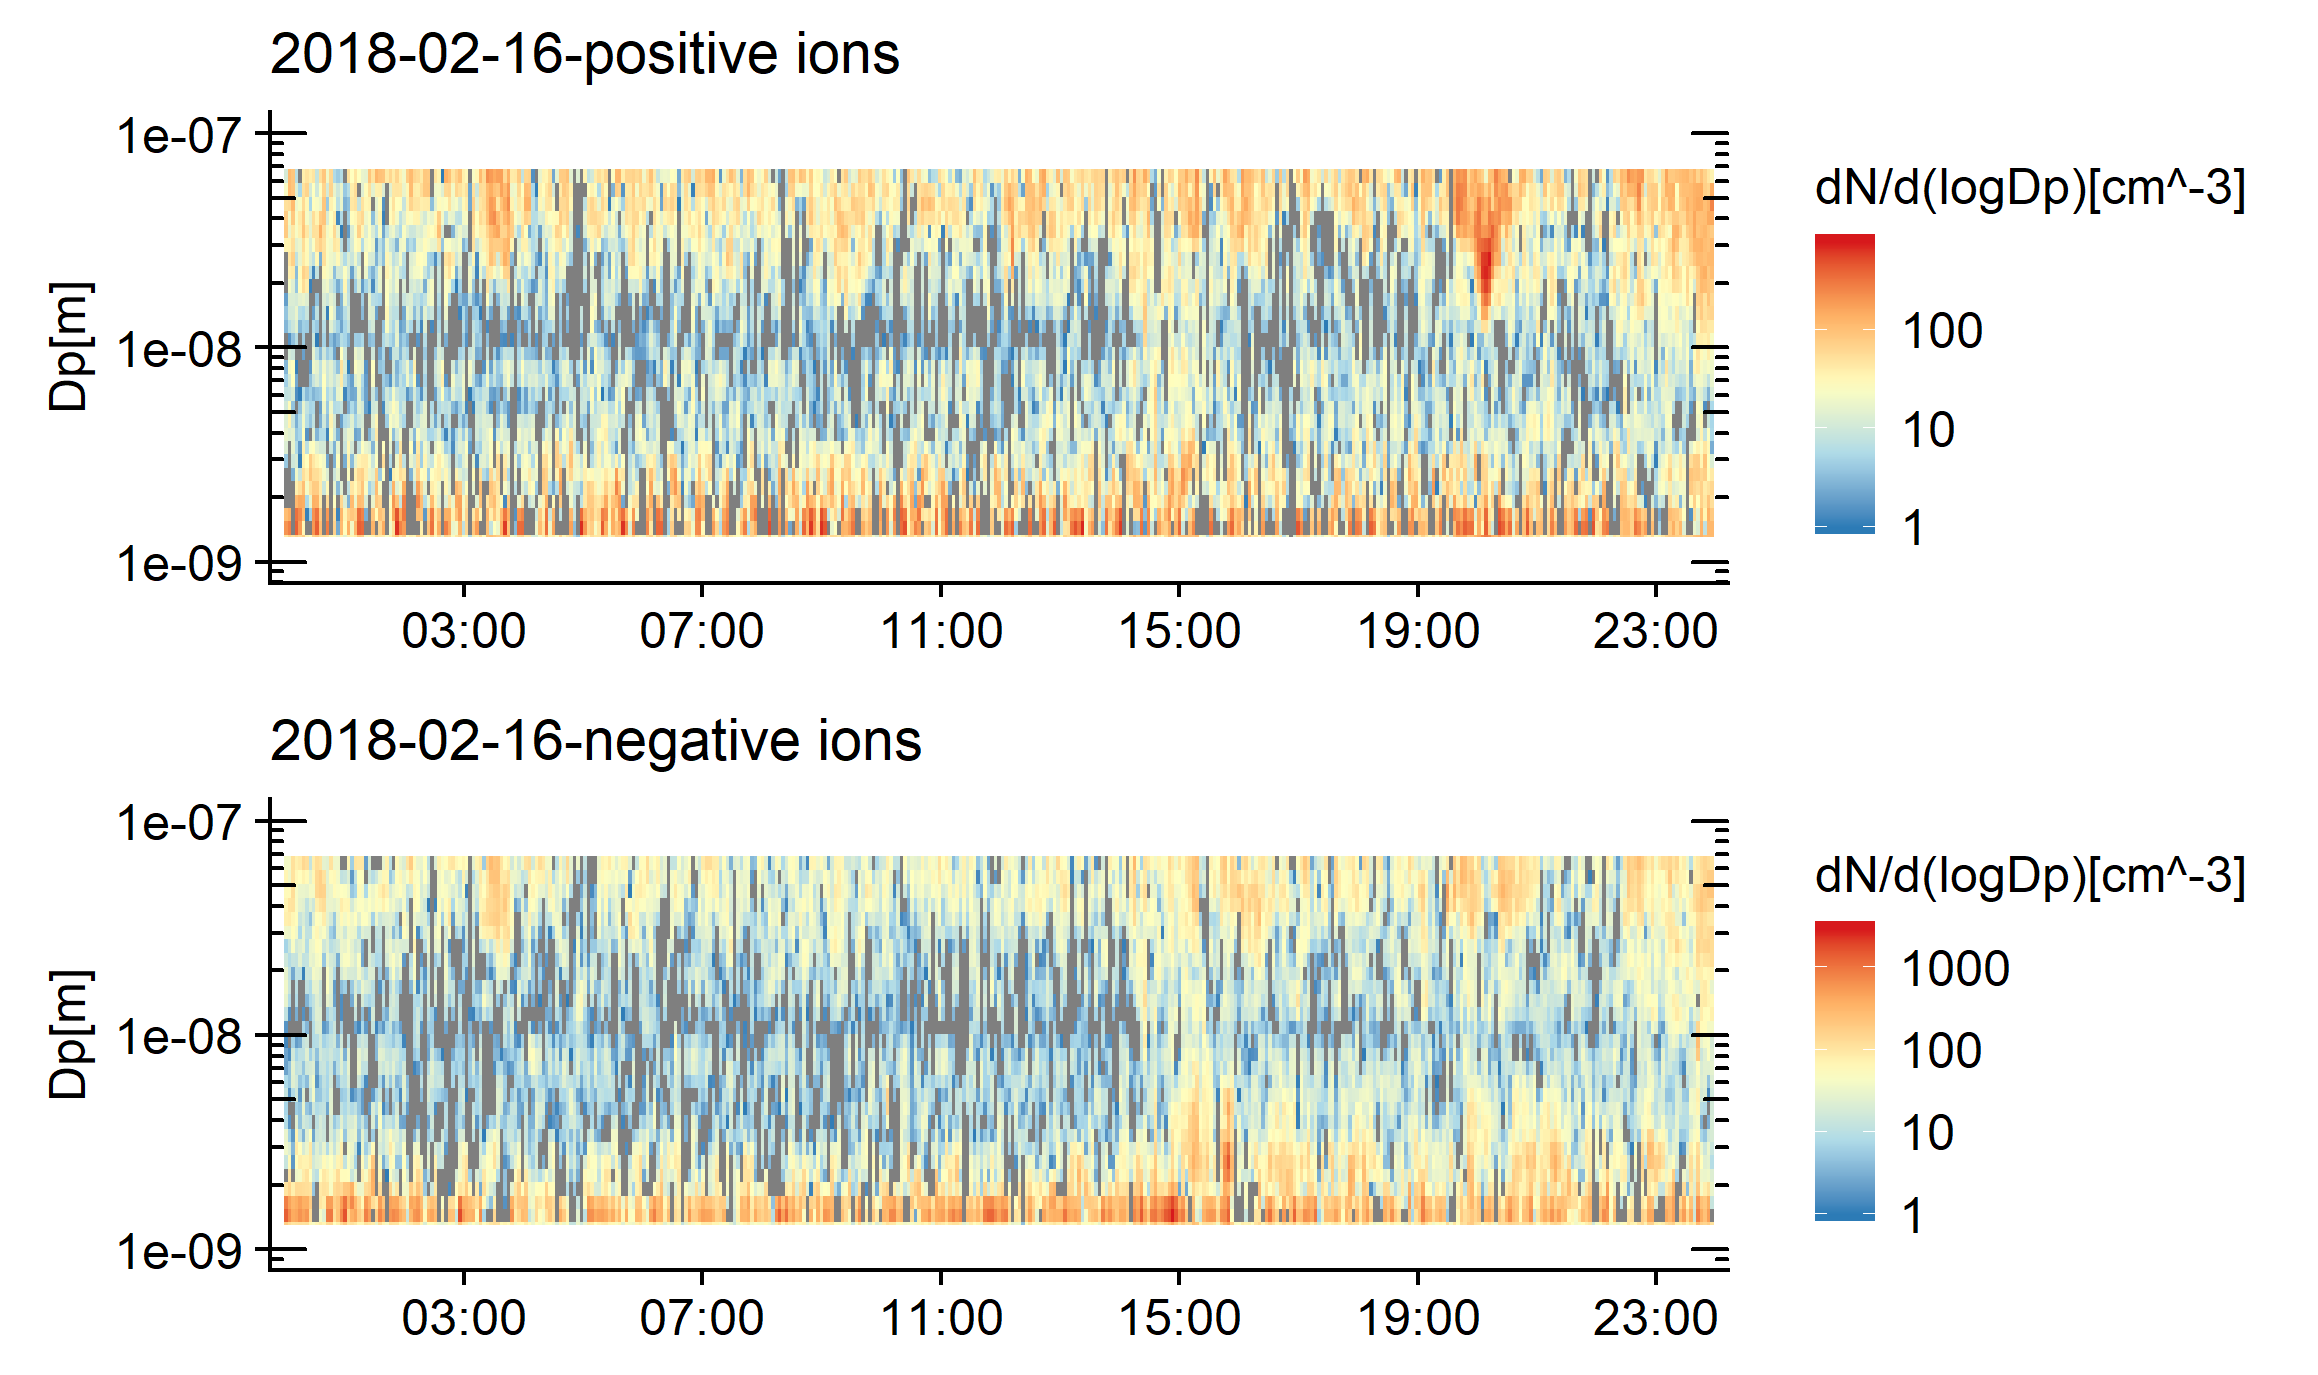 2018-02-16-positive ions
1e-07
1e-08
1e-09
Dp[m]
03:00 07:00 11:00 15:00 19:00 23:00
dN/d(logDp)[cm^-3]
100
10
1
2018-02-16-negative ions
1e-07
1e-08
1e-09
Dp[m]
03:00 07:00 11:00 15:00 19:00 23:00
dN/d(logDp)[cm^-3]
1000
100
10
1